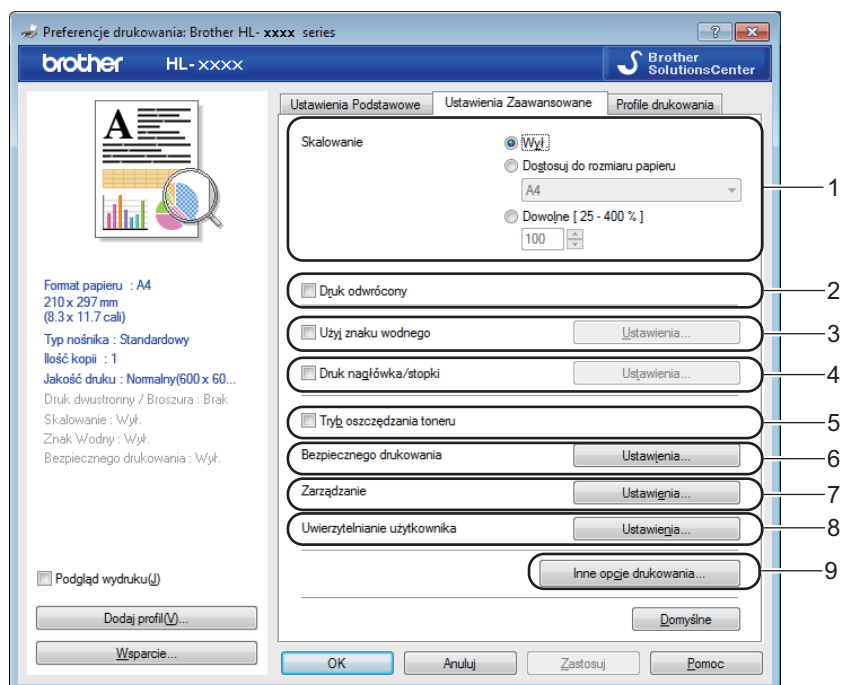 Preferencje drukowania: Brother HL- xxxx series
brother HL-xxxx
Brother
SolutionsCenter
Ustawienia Podstawowe Ustawienia Zaawansowane Profile drukowania
Skalowanie
Wył.
Dostosuj do rozmiaru papieru
A4
Dowolne [ 25 - 400 % ]
100
1
Druk odwrócony
2
Użyj znaku wodnego Ustawienia...
3
Druk nagłówka/stopki Ustawienia...
4
Tryb oszczędzania toneru
5
Bezpiecznego drukowania Ustawienia...
6
Zarządzanie Ustawienia...
7
Uwierzytelnianie użytkownika Ustawienia...
8
Inne opcje drukowania...
9
Domyślne
A
Format papieru : A4
210 x 297 mm
(8.3 x 11.7 cali)
Typ nośnika : Standardowy
Ilość kopii : 1
Jakość druku : Normalny(600 x 60...
Druk dwustronny / Broszura : Brak
Skalowanie : Wył.
Znak Wodny : Wył.
Bezpiecznego drukowania : Wył.
Podgląd wydruku(J)
Dodaj profil(V)...
Wsparcie...
OK Anuluj Zastosuj Pomoc